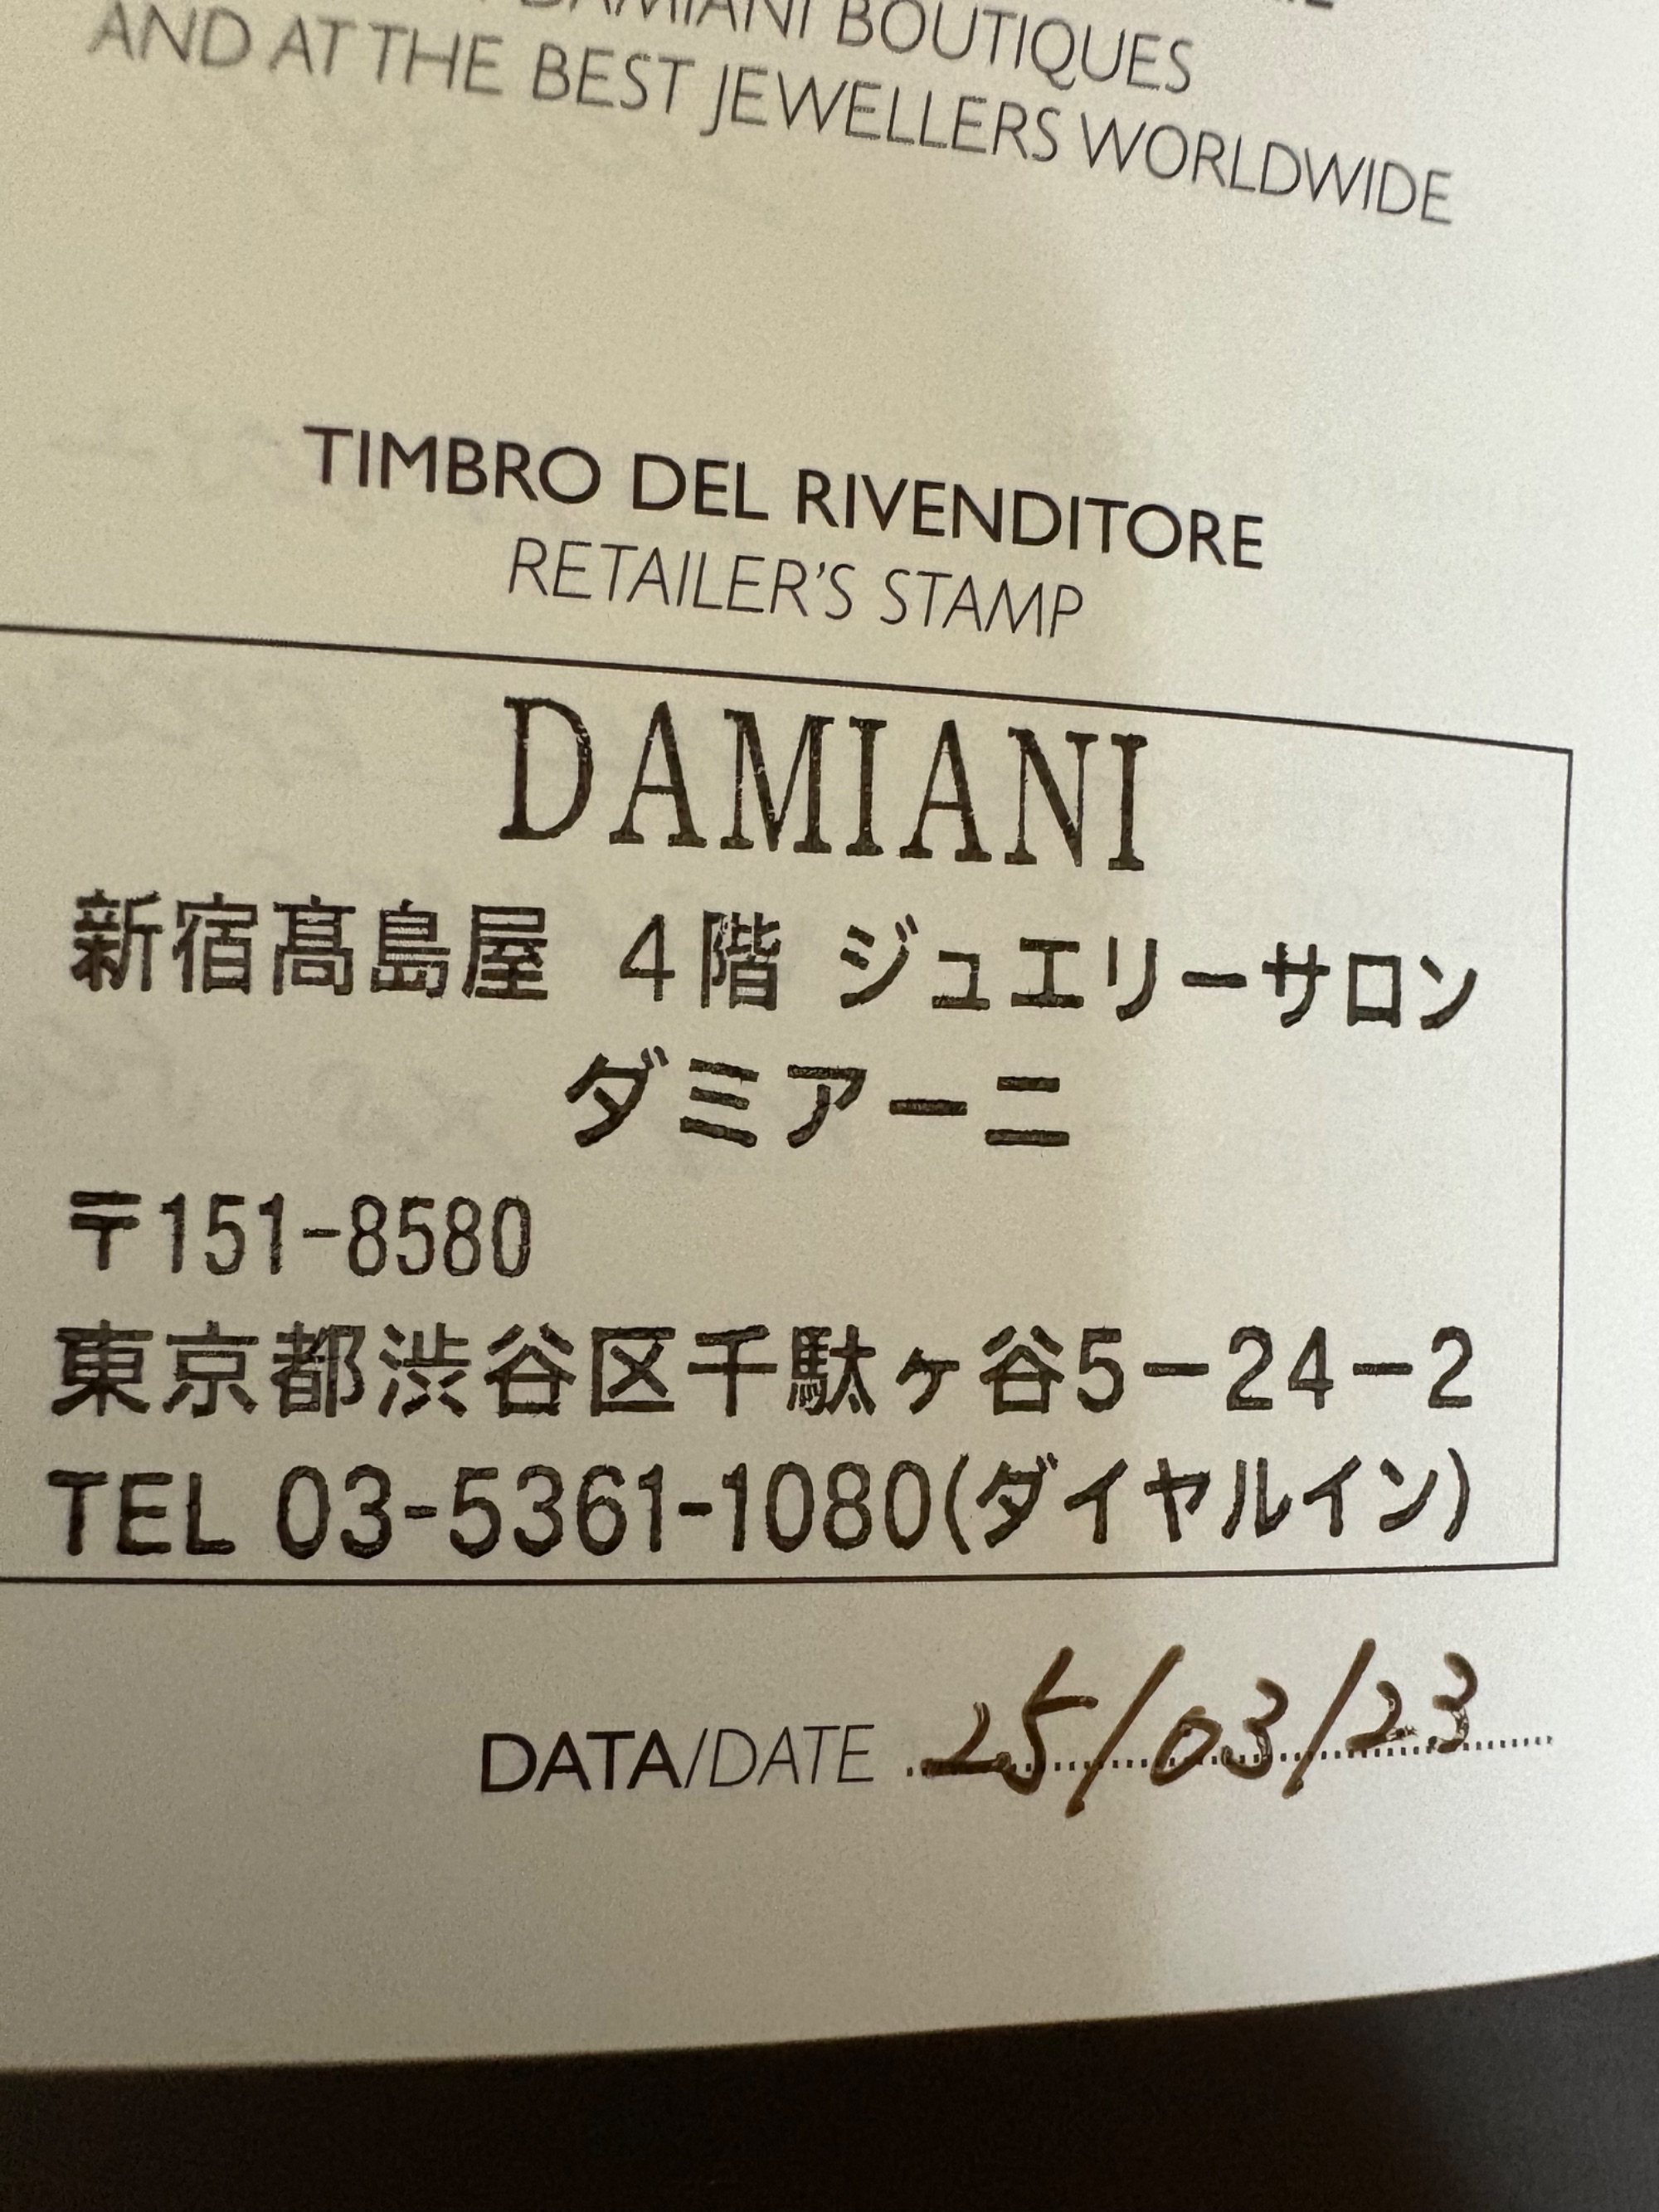 DAMIANI BOUTIQUES
AND AT THE BEST JEWELLERS WORLDWIDE
TIMBRO DEL RIVENDITORE
RETAILER'S STAMP
DAMIANI
新宿髙島屋 4階 ジュエリーサロン
ダミアーニ
〒151-8580
東京都渋谷区千駄ヶ谷5-24-2
TEL 03-5361-1080(ダイヤルイン)
DATA/DATE 25/03/23